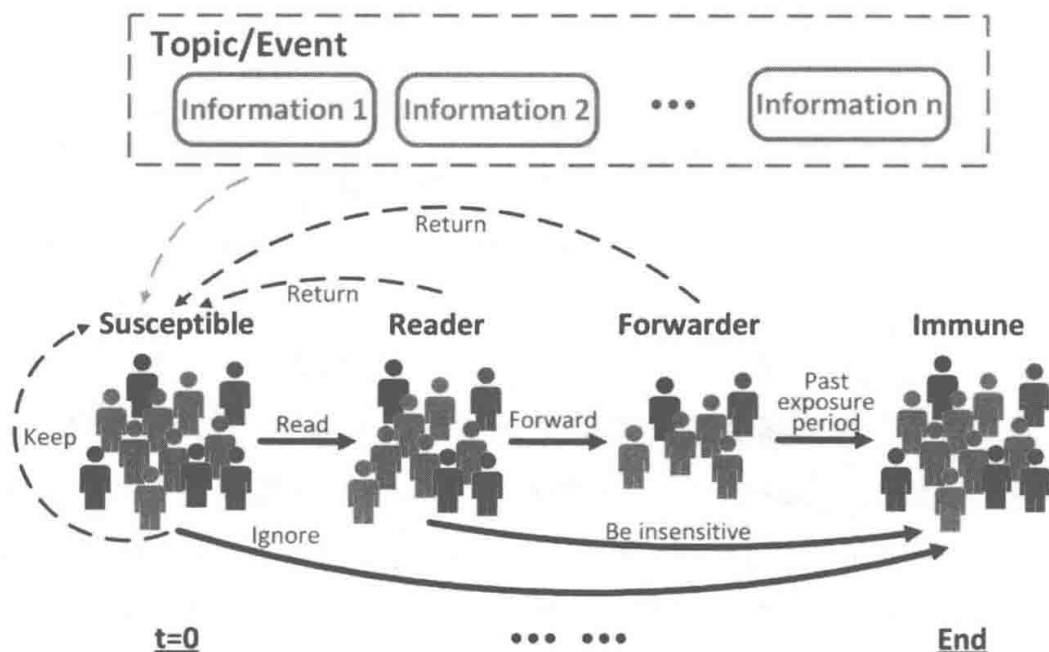 Topic/Event
Information 1
Information 2
•••
Information n
Return
Return
Susceptible
Reader
Forwarder
Immune
Keep
Read
Forward
Past
exposure
period
Ignore
Be insensitive
t=0
••• •••
End